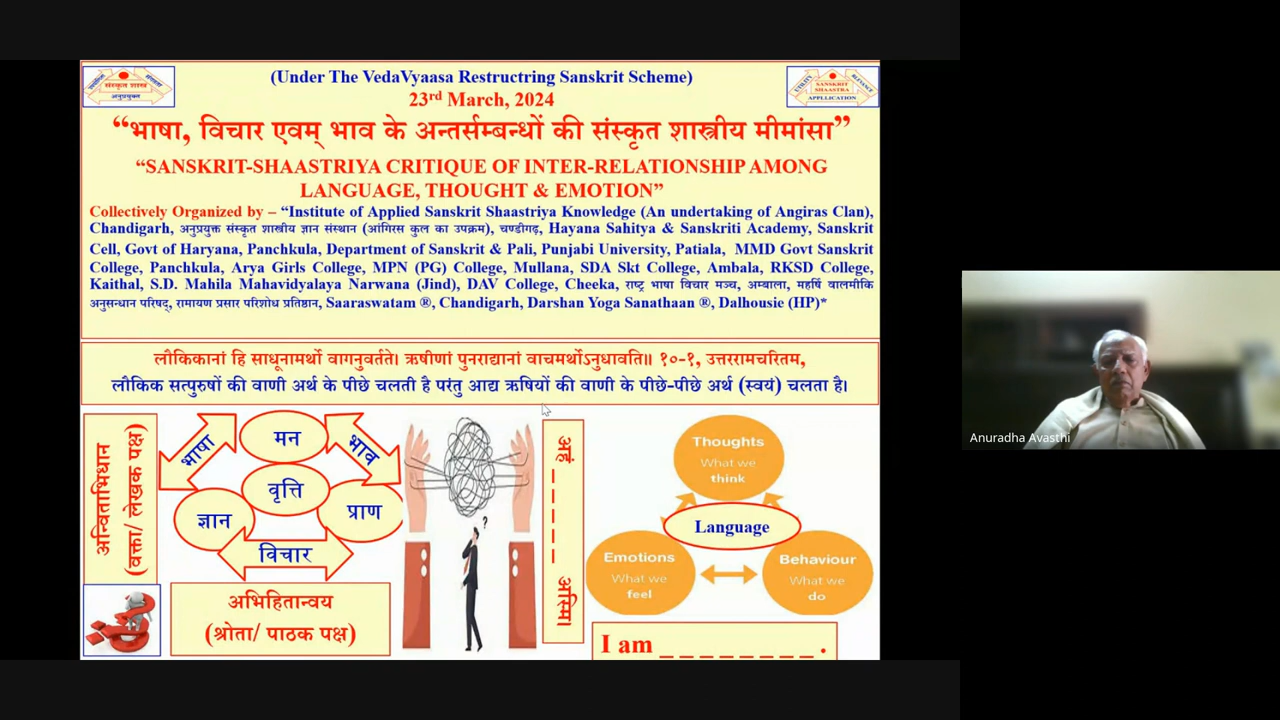 (Under The VedaVyaasa Restructring Sanskrit Scheme)
23rd March, 2024
“भाषा, विचार एवम् भाव के अन्तर्सम्बन्धों की संस्कृत शास्त्रीय मीमांसा”
“SANSKRIT-SHAASTRIYA CRITIQUE OF INTER-RELATIONSHIP AMONG
LANGUAGE, THOUGHT & EMOTION”
Collectively Organized by – “Institute of Applied Sanskrit Shaastriya Knowledge (An undertaking of Angiras Clan),
Chandigarh, अनुप्रयुक्त संस्कृत शास्त्रीय ज्ञान संस्थान (आंगिरस कुल का उपक्रम), चण्डीगढ़, Hayana Sahitya & Sanskriti Academy, Sanskrit
Cell, Govt of Haryana, Panchkula, Department of Sanskrit & Pali, Punjabi University, Patiala, MMD Govt Sanskrit
College, Panchkula, Arya Girls College, MPN (PG) College, Mullana, SDA Skt College, Ambala, RKSD College,
Kaithal, S.D. Mahila Mahavidyalaya Narwana (Jind), DAV College, Cheeka, राष्ट्र भाषा विचार मञ्च, अम्बाला, महर्षि वालमीकि
अनुसन्धान परिषद्, रामायण प्रसार परिशोध प्रतिष्ठान, Saaraswatam ®, Chandigarh, Darshan Yoga Sanathaan ®, Dalhousie (HP)*
लौकिकानां हि साधूनामर्थो वागनुवर्तते। ऋषीणां पुनराद्यानां वाचमर्थोऽनुधावति॥ १०-१, उत्तररामचरितम,
लौकिक सत्पुरुषों की वाणी अर्थ के पीछे चलती है परंतु आद्य ऋषियों की वाणी के पीछे-पीछे अर्थ (स्वयं) चलता है।
संस्कृत शास्त्र
अनुप्रयुक्त
UTILITY
SANSKRIT
SHAASTRA
APPLICATION
अन्विताभिधान
(वक्ता/ लेखक पक्ष)
भाषा
मन
भाव
वृत्ति
ज्ञान
प्राण
विचार
अभिहितान्वय
(श्रोता/ पाठक पक्ष)
?
अहं _ _ _ _ _ अस्मि।
Thoughts
What we
think
Language
Emotions
What we
feel
Behaviour
What we
do
I am _ _ _ _ _ _ _ _ .
Anuradha Avasthi